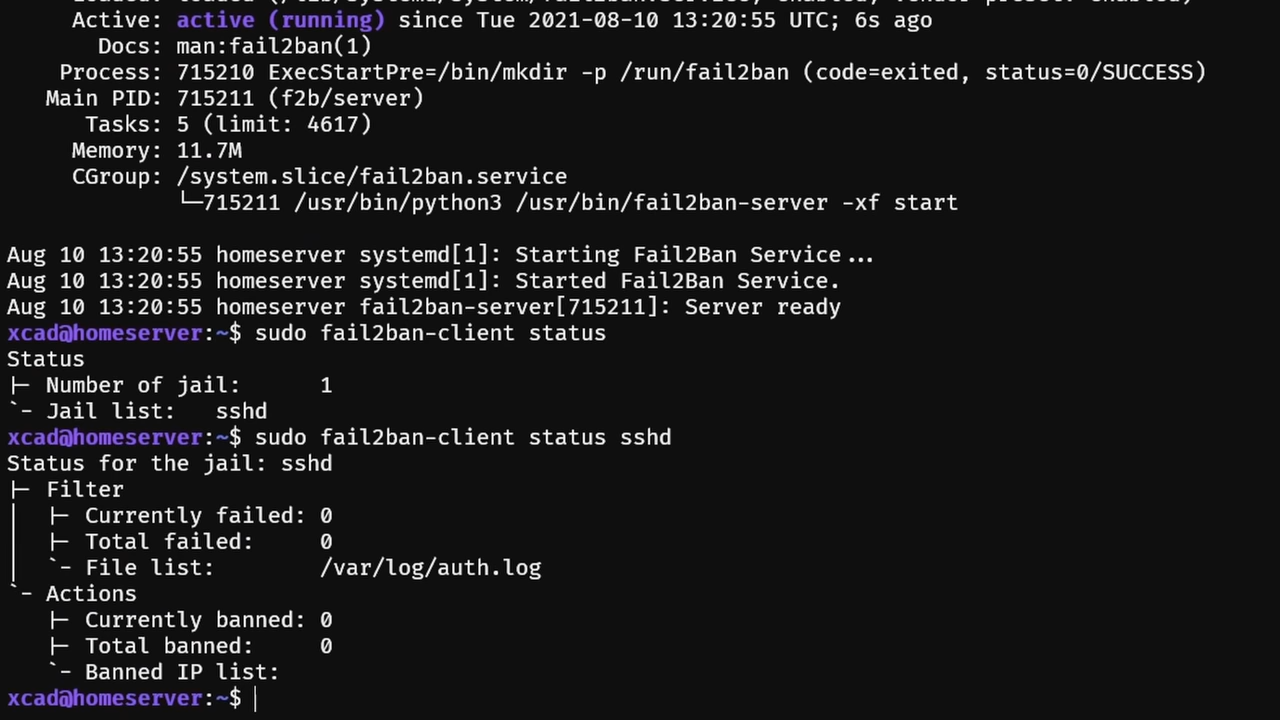 Active: active (running) since Tue 2021-08-10 13:20:55 UTC; 6s ago
Docs: man:fail2ban(1)
Process: 715210 ExecStartPre=/bin/mkdir -p /run/fail2ban (code=exited, status=0/SUCCESS)
Main PID: 715211 (f2b/server)
Tasks: 5 (limit: 4617)
Memory: 11.7M
CGroup: /system.slice/fail2ban.service
└─715211 /usr/bin/python3 /usr/bin/fail2ban-server -xf start
Aug 10 13:20:55 homeserver systemd[1]: Starting Fail2Ban Service...
Aug 10 13:20:55 homeserver systemd[1]: Started Fail2Ban Service.
Aug 10 13:20:55 homeserver fail2ban-server[715211]: Server ready
xcad@homeserver:~$ sudo fail2ban-client status
Status
|- Number of jail: 1
`- Jail list: sshd
xcad@homeserver:~$ sudo fail2ban-client status sshd
Status for the jail: sshd
|- Filter
| |- Currently failed: 0
| |- Total failed: 0
| `- File list: /var/log/auth.log
`- Actions
|- Currently banned: 0
|- Total banned: 0
`- Banned IP list:
xcad@homeserver:~$